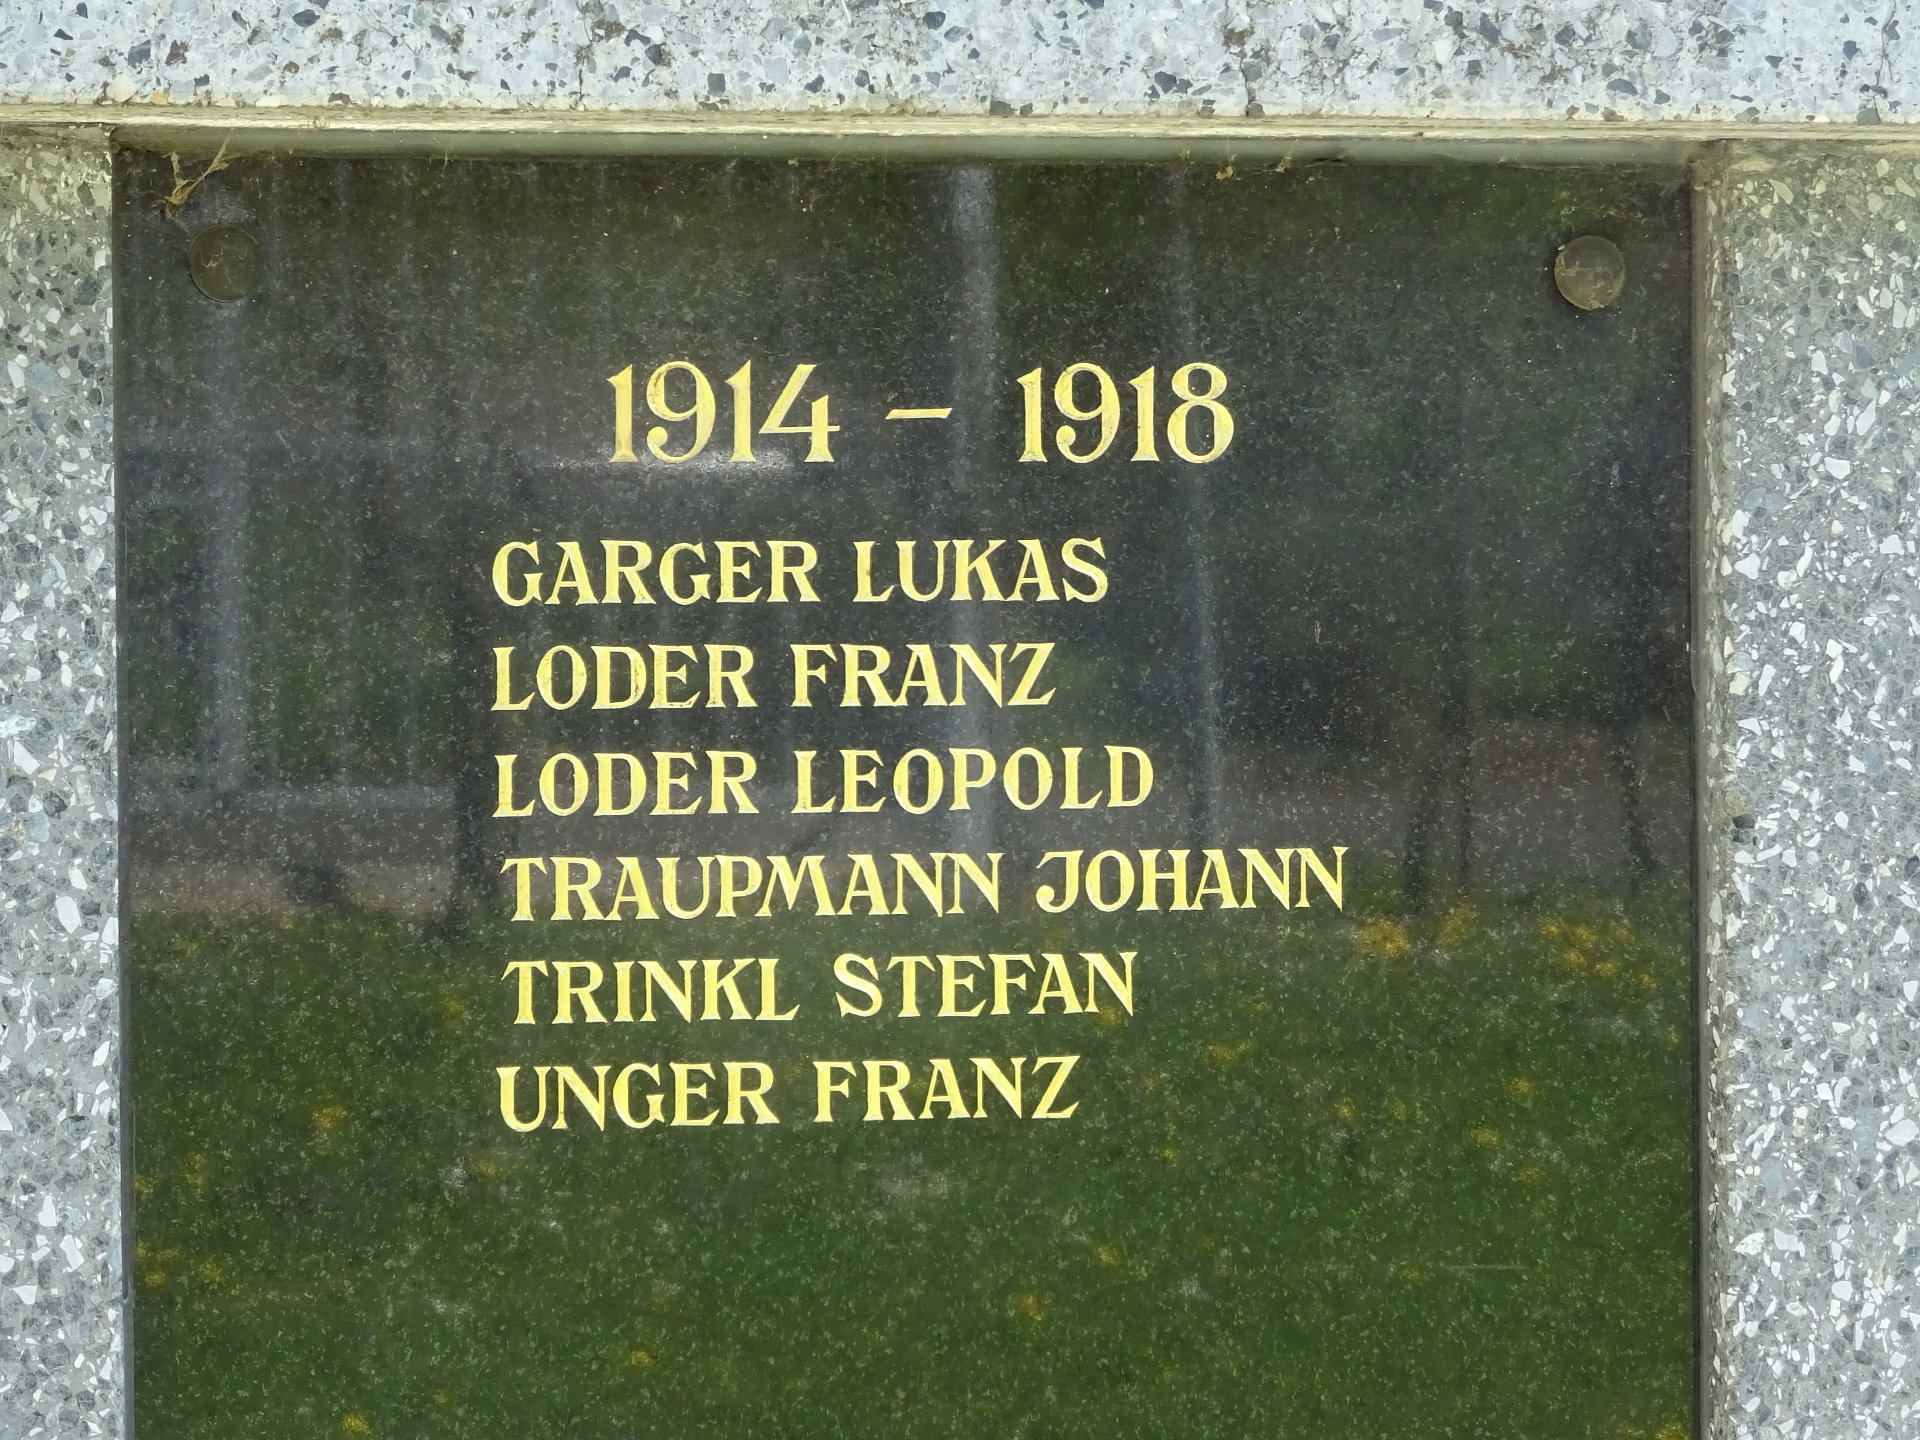 1914 – 1918
GARGER LUKAS
LODER FRANZ
LODER LEOPOLD
TRAUPMANN JOHANN
TRINKL STEFAN
UNGER FRANZ